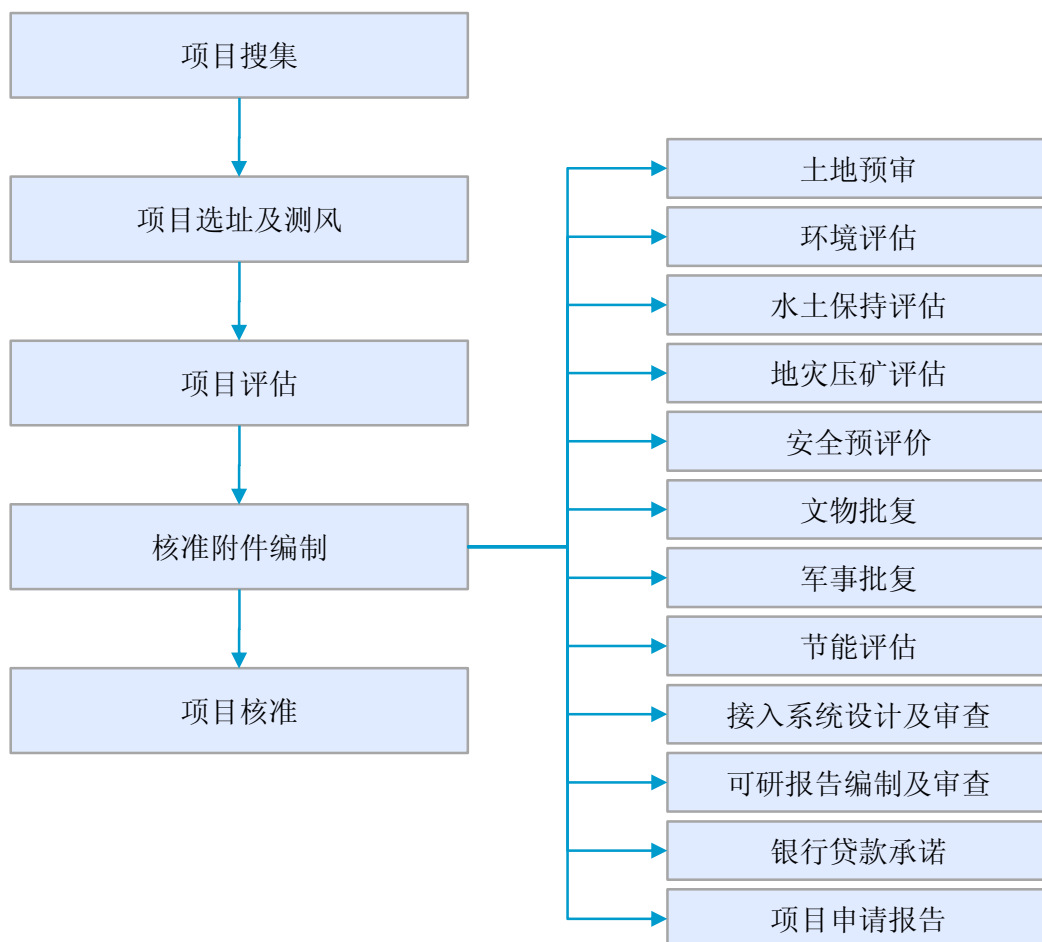 项目搜集
项目选址及测风
项目评估
核准附件编制
项目核准
土地预审
环境评估
水土保持评估
地灾压矿评估
安全预评价
文物批复
军事批复
节能评估
接入系统设计及审查
可研报告编制及审查
银行贷款承诺
项目申请报告